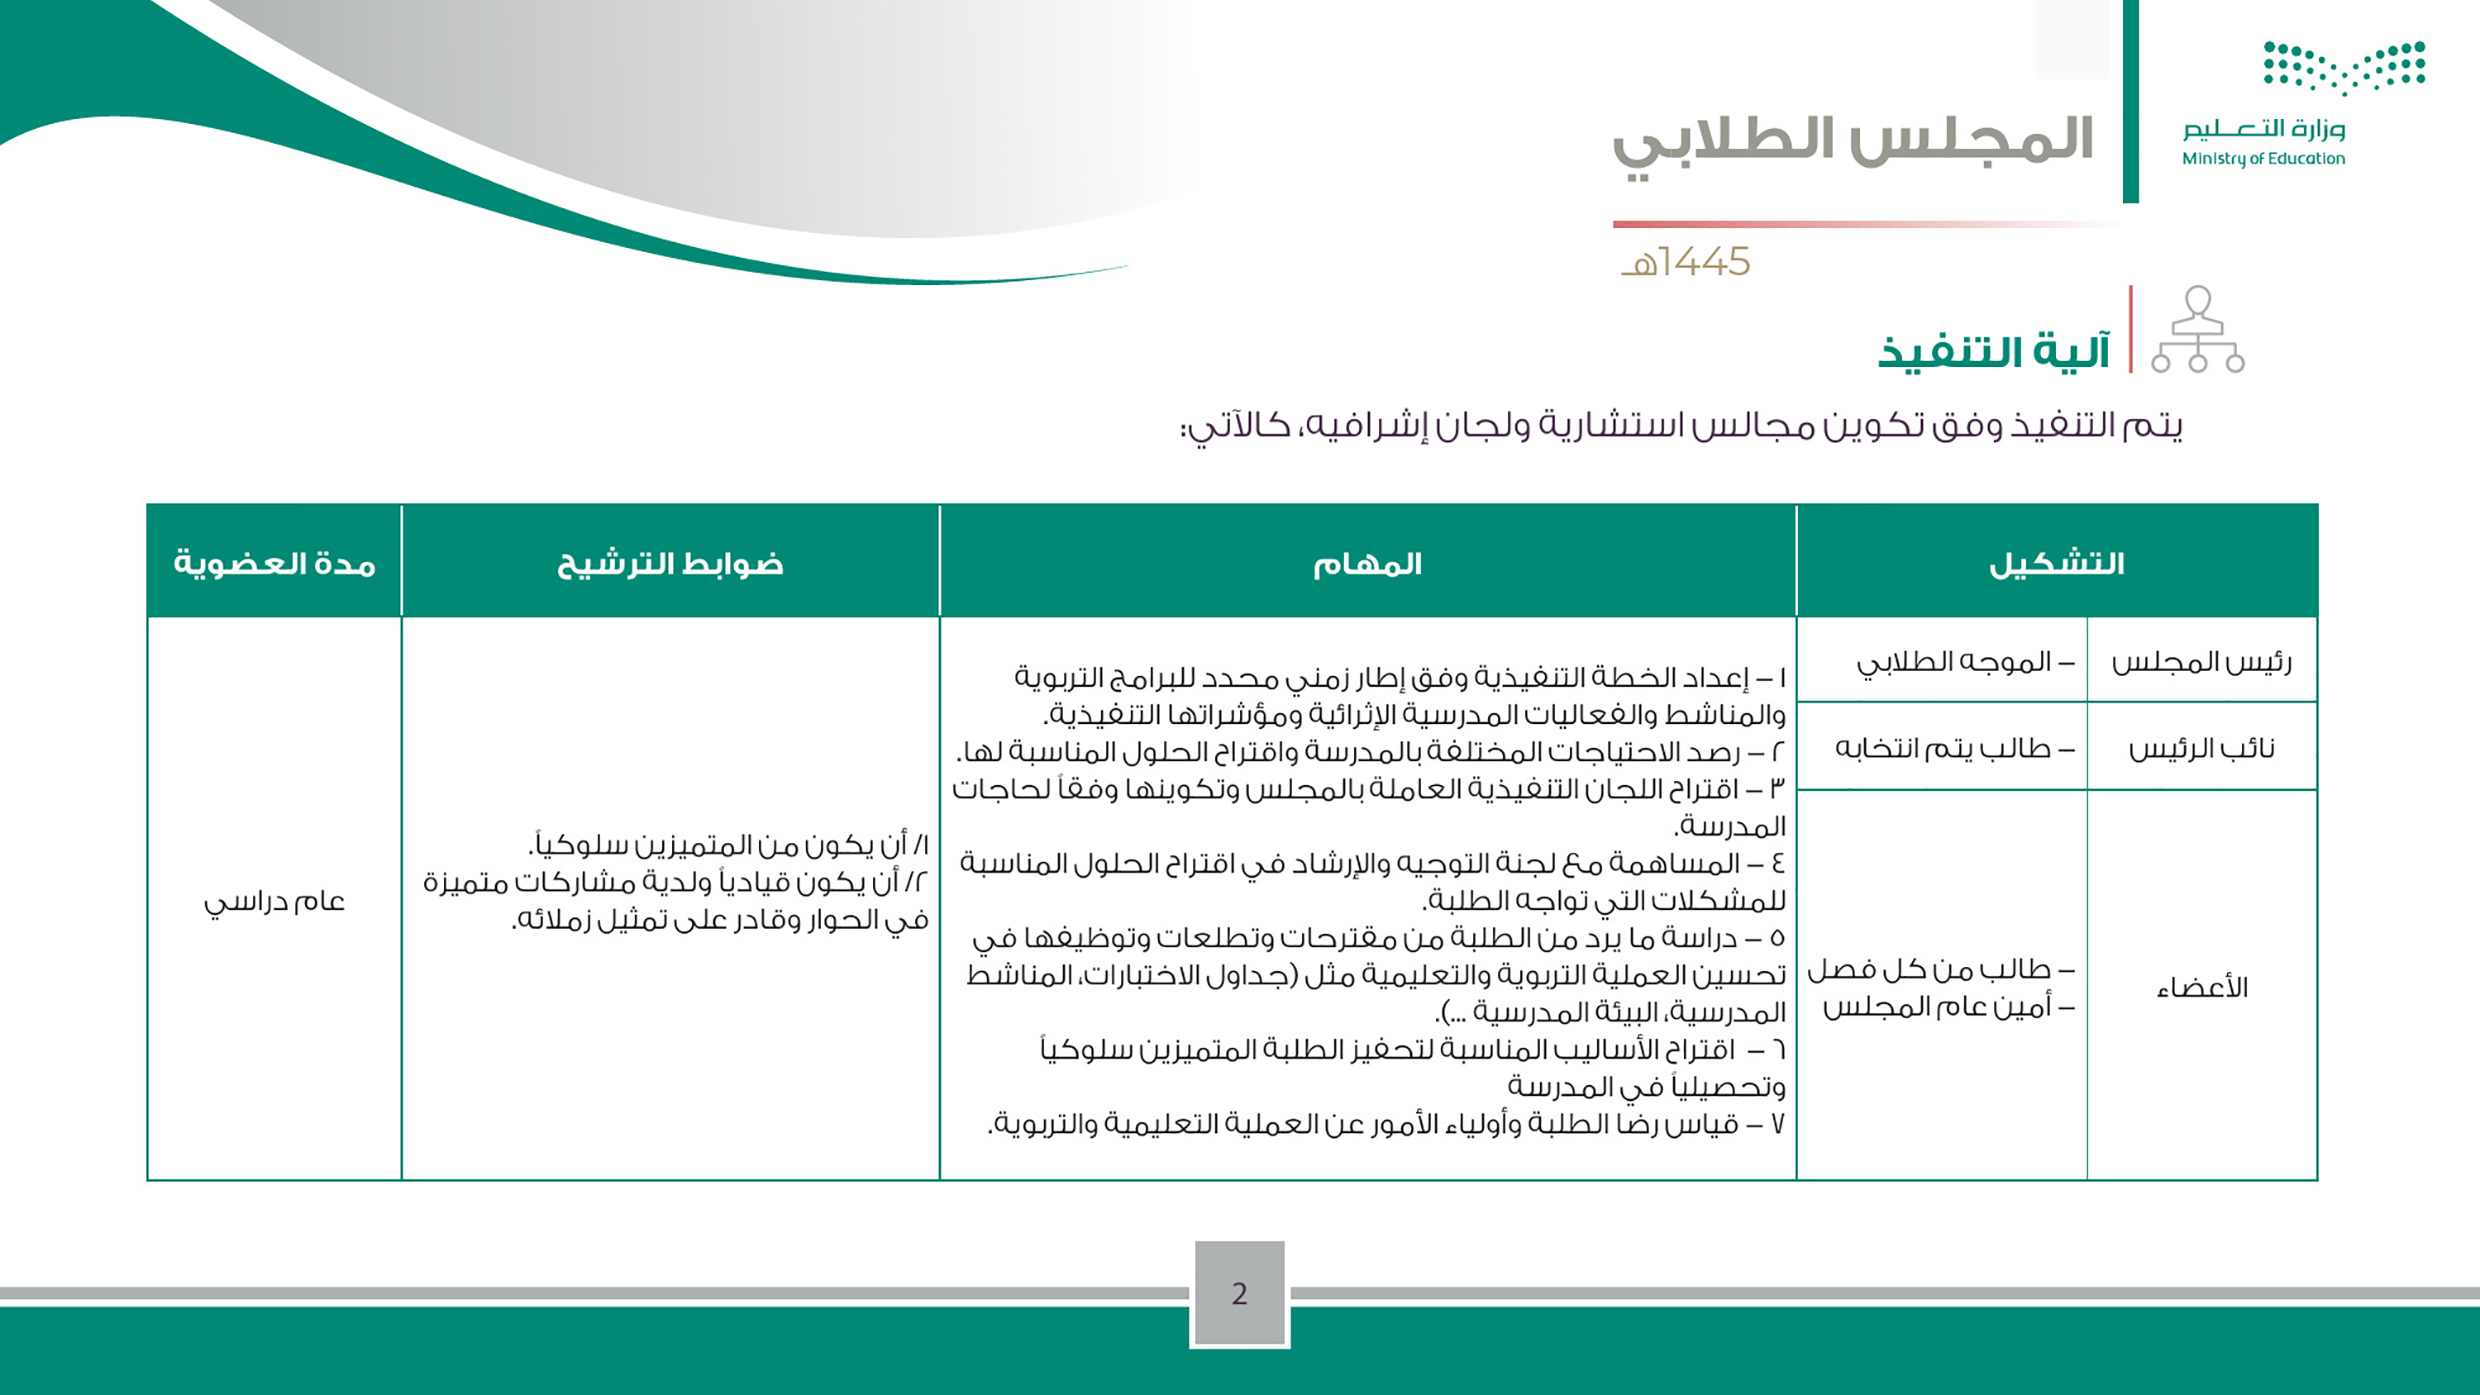 وزارة التعليم
Ministry of Education
المجلس الطلابي
1445هـ
آلية التنفيذ
يتم التنفيذ وفق تكوين مجالس استشارية ولجان إشرافيه، كالآتي:
التشكيل
المهام
ضوابط الترشيح
مدة العضوية
رئيس المجلس
– الموجه الطلابي
نائب الرئيس
– طالب يتم انتخابه
الأعضاء
– طالب من كل فصل
– أمين عام المجلس
١ – إعداد الخطة التنفيذية وفق إطار زمني محدد للبرامج التربوية
والمناشط والفعاليات المدرسية الإثرائية ومؤشراتها التنفيذية.
٢ – رصد الاحتياجات المختلفة بالمدرسة واقتراح الحلول المناسبة لها.
٣ – اقتراح اللجان التنفيذية العاملة بالمجلس وتكوينها وفقاً لحاجات
المدرسة.
٤ – المساهمة مع لجنة التوجيه والإرشاد في اقتراح الحلول المناسبة
للمشكلات التي تواجه الطلبة.
٥ – دراسة ما يرد من الطلبة من مقترحات وتطلعات وتوظيفها في
تحسين العملية التربوية والتعليمية مثل (جداول الاختبارات، المناشط
المدرسية، البيئة المدرسية ...).
٦ – اقتراح الأساليب المناسبة لتحفيز الطلبة المتميزين سلوكياً
وتحصيلياً في المدرسة
٧ – قياس رضا الطلبة وأولياء الأمور عن العملية التعليمية والتربوية.
١/ أن يكون من المتميزين سلوكياً.
٢/ أن يكون قيادياً ولدية مشاركات متميزة
في الحوار وقادر على تمثيل زملائه.
عام دراسي
2